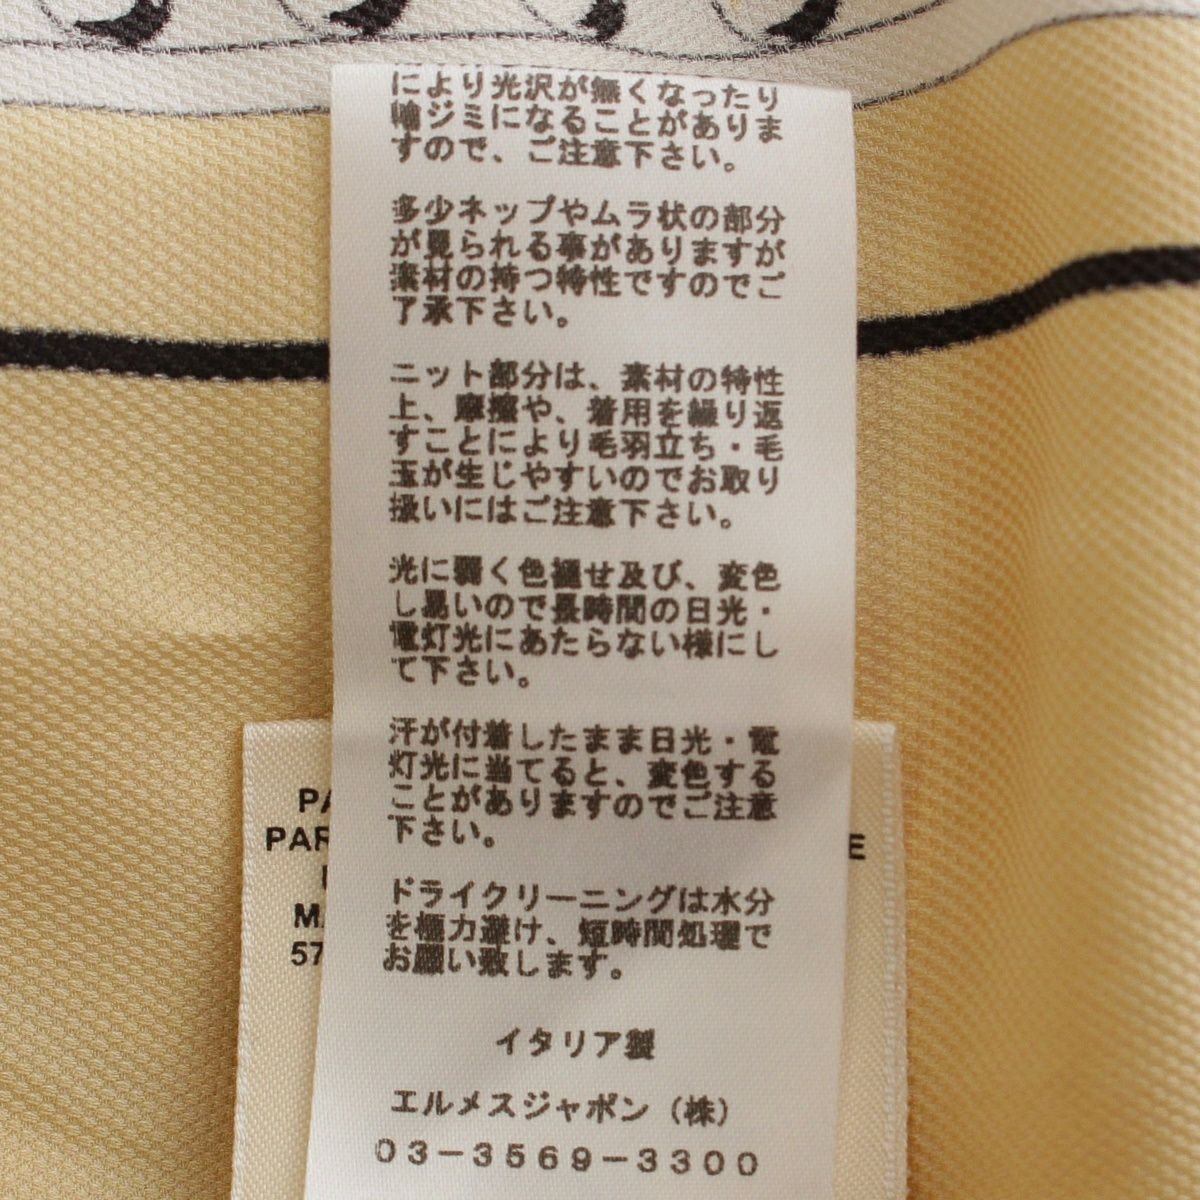 により光沢が無くなったり
輪ジミになることがありま
すので、ご注意下さい。
多少ネップやムラ状の部分
が見られる事がありますが
素材の持つ特性ですのでご
了承下さい。
ニット部分は、素材の特性
上、摩擦や、着用を繰り返
すことにより毛羽立ち・毛
玉が生じやすいのでお取り
扱いにはご注意下さい。
光に弱く色褪せ及び、変色
し易いので長時間の日光・
電灯光にあたらない様にし
て下さい。
汗が付着したまま日光・電
灯光に当てると、変色する
ことがありますのでご注意
下さい。
ドライクリーニングは水分
を極力避け、短時間処理で
お願い致します。
イタリア製
エルメスジャポン（株）
03-3569-3300
PA
PAR
E
MA
57